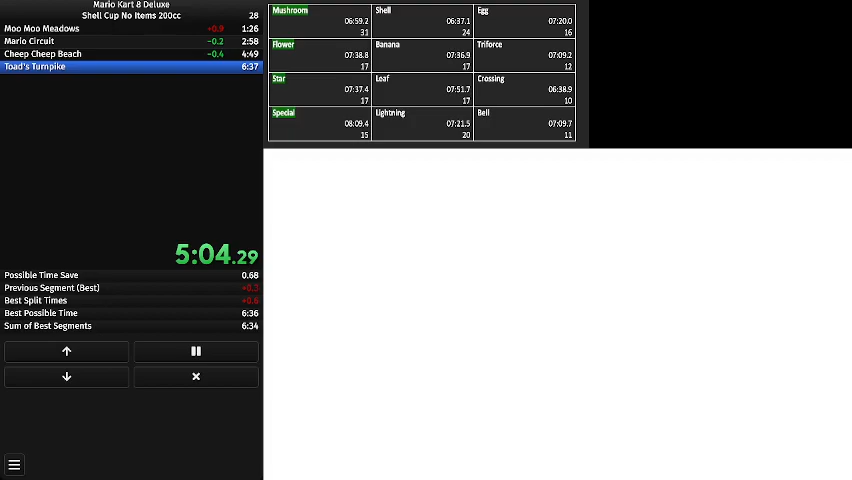 Mario Kart 8 Deluxe
Shell Cup No Items 200cc 28
Moo Moo Meadows +0.9 1:26
Mario Circuit -0.2 2:58
Cheep Cheep Beach -0.4 4:49
Toad's Turnpike 6:37
5:04.29
Possible Time Save 0.68
Previous Segment (Best) +0.3
Best Split Times +0.6
Best Possible Time 6:36
Sum of Best Segments 6:34
Mushroom Shell Egg
06:59.2 06:37.1 07:20.0
31 24 16
Flower Banana Triforce
07:38.8 07:36.9 07:09.2
17 17 12
Star Leaf Crossing
07:37.4 07:51.7 06:38.9
17 17 10
Special Lightning Bell
08:09.4 07:21.5 07:09.7
15 20 11